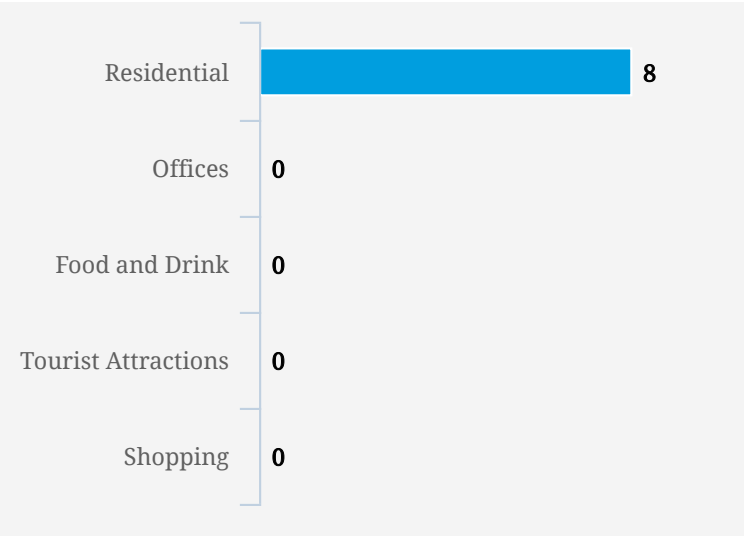 Residential 8
Offices 0
Food and Drink 0
Tourist Attractions 0
Shopping 0